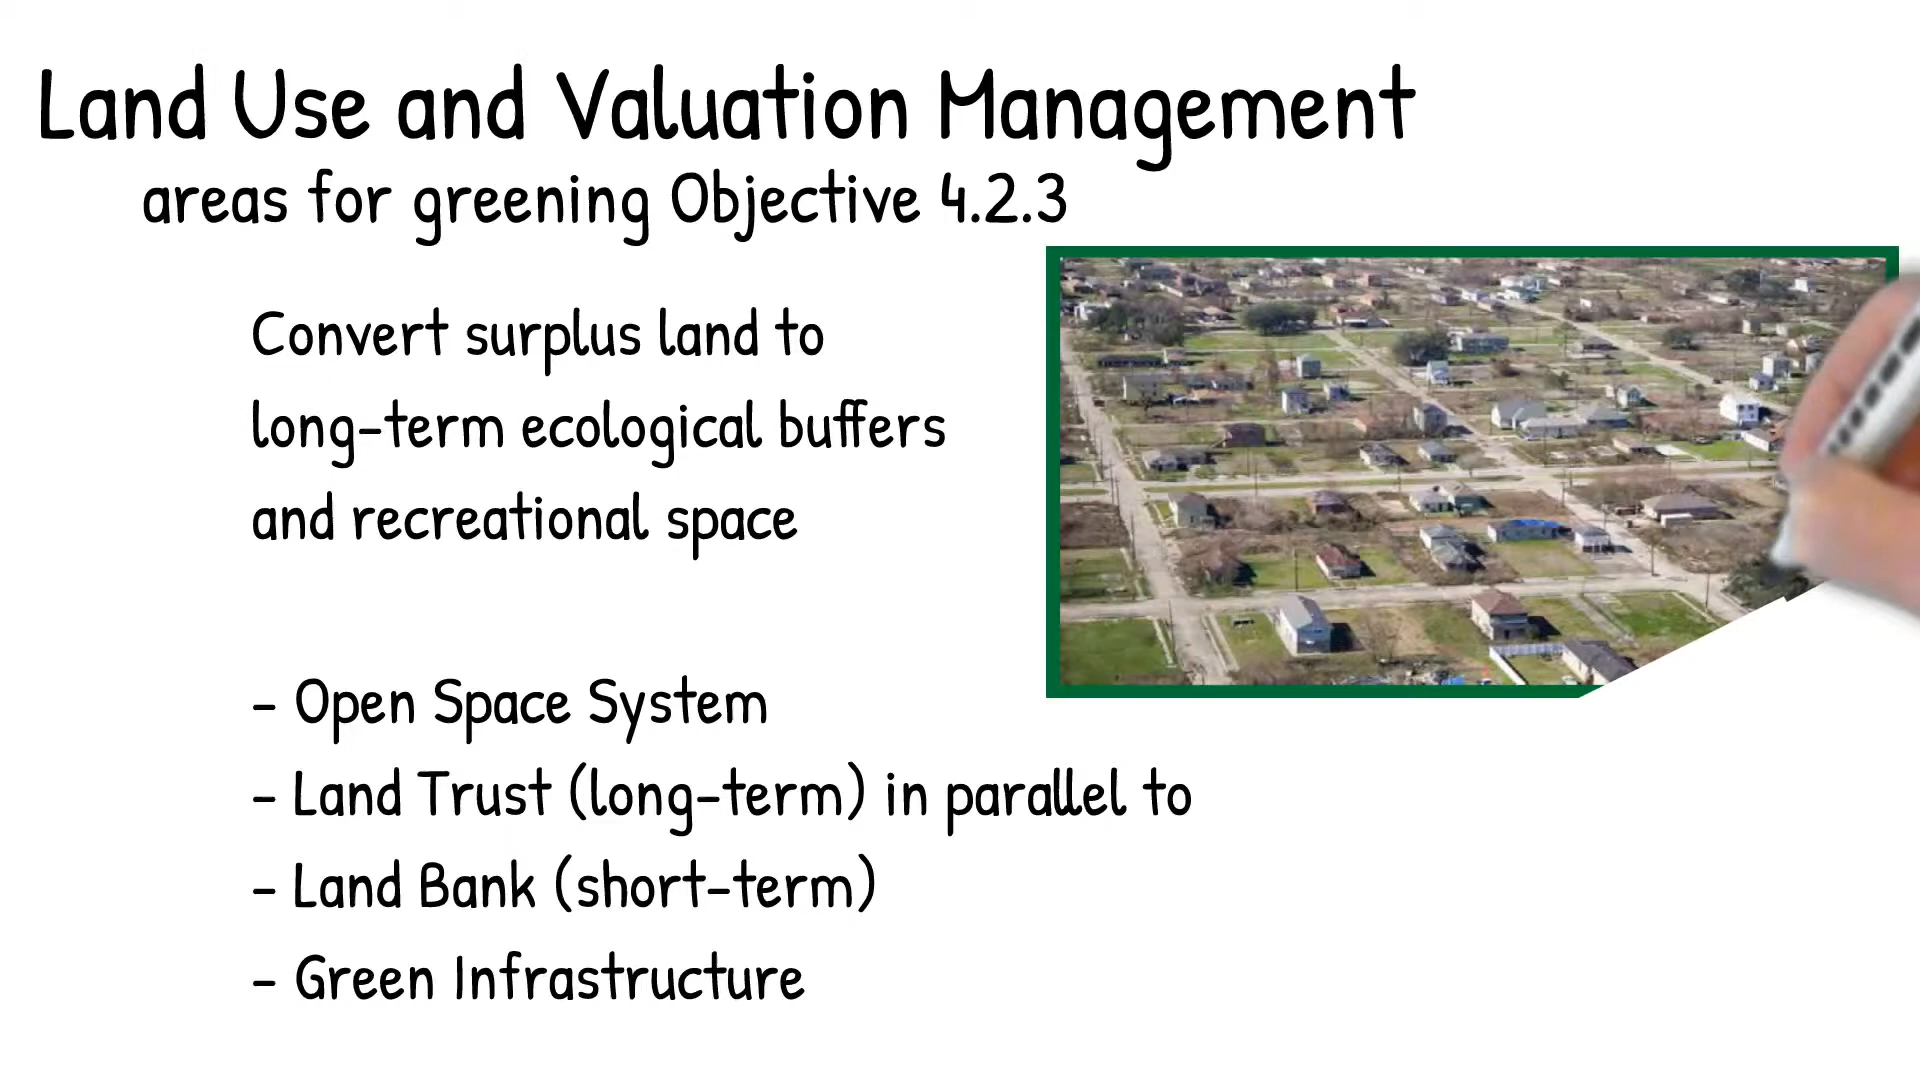 Land Use and Valuation Management
areas for greening Objective 4.2.3
Convert surplus land to
long-term ecological buffers
and recreational space
- Open Space System
- Land Trust (long-term) in parallel to
- Land Bank (short-term)
- Green Infrastructure